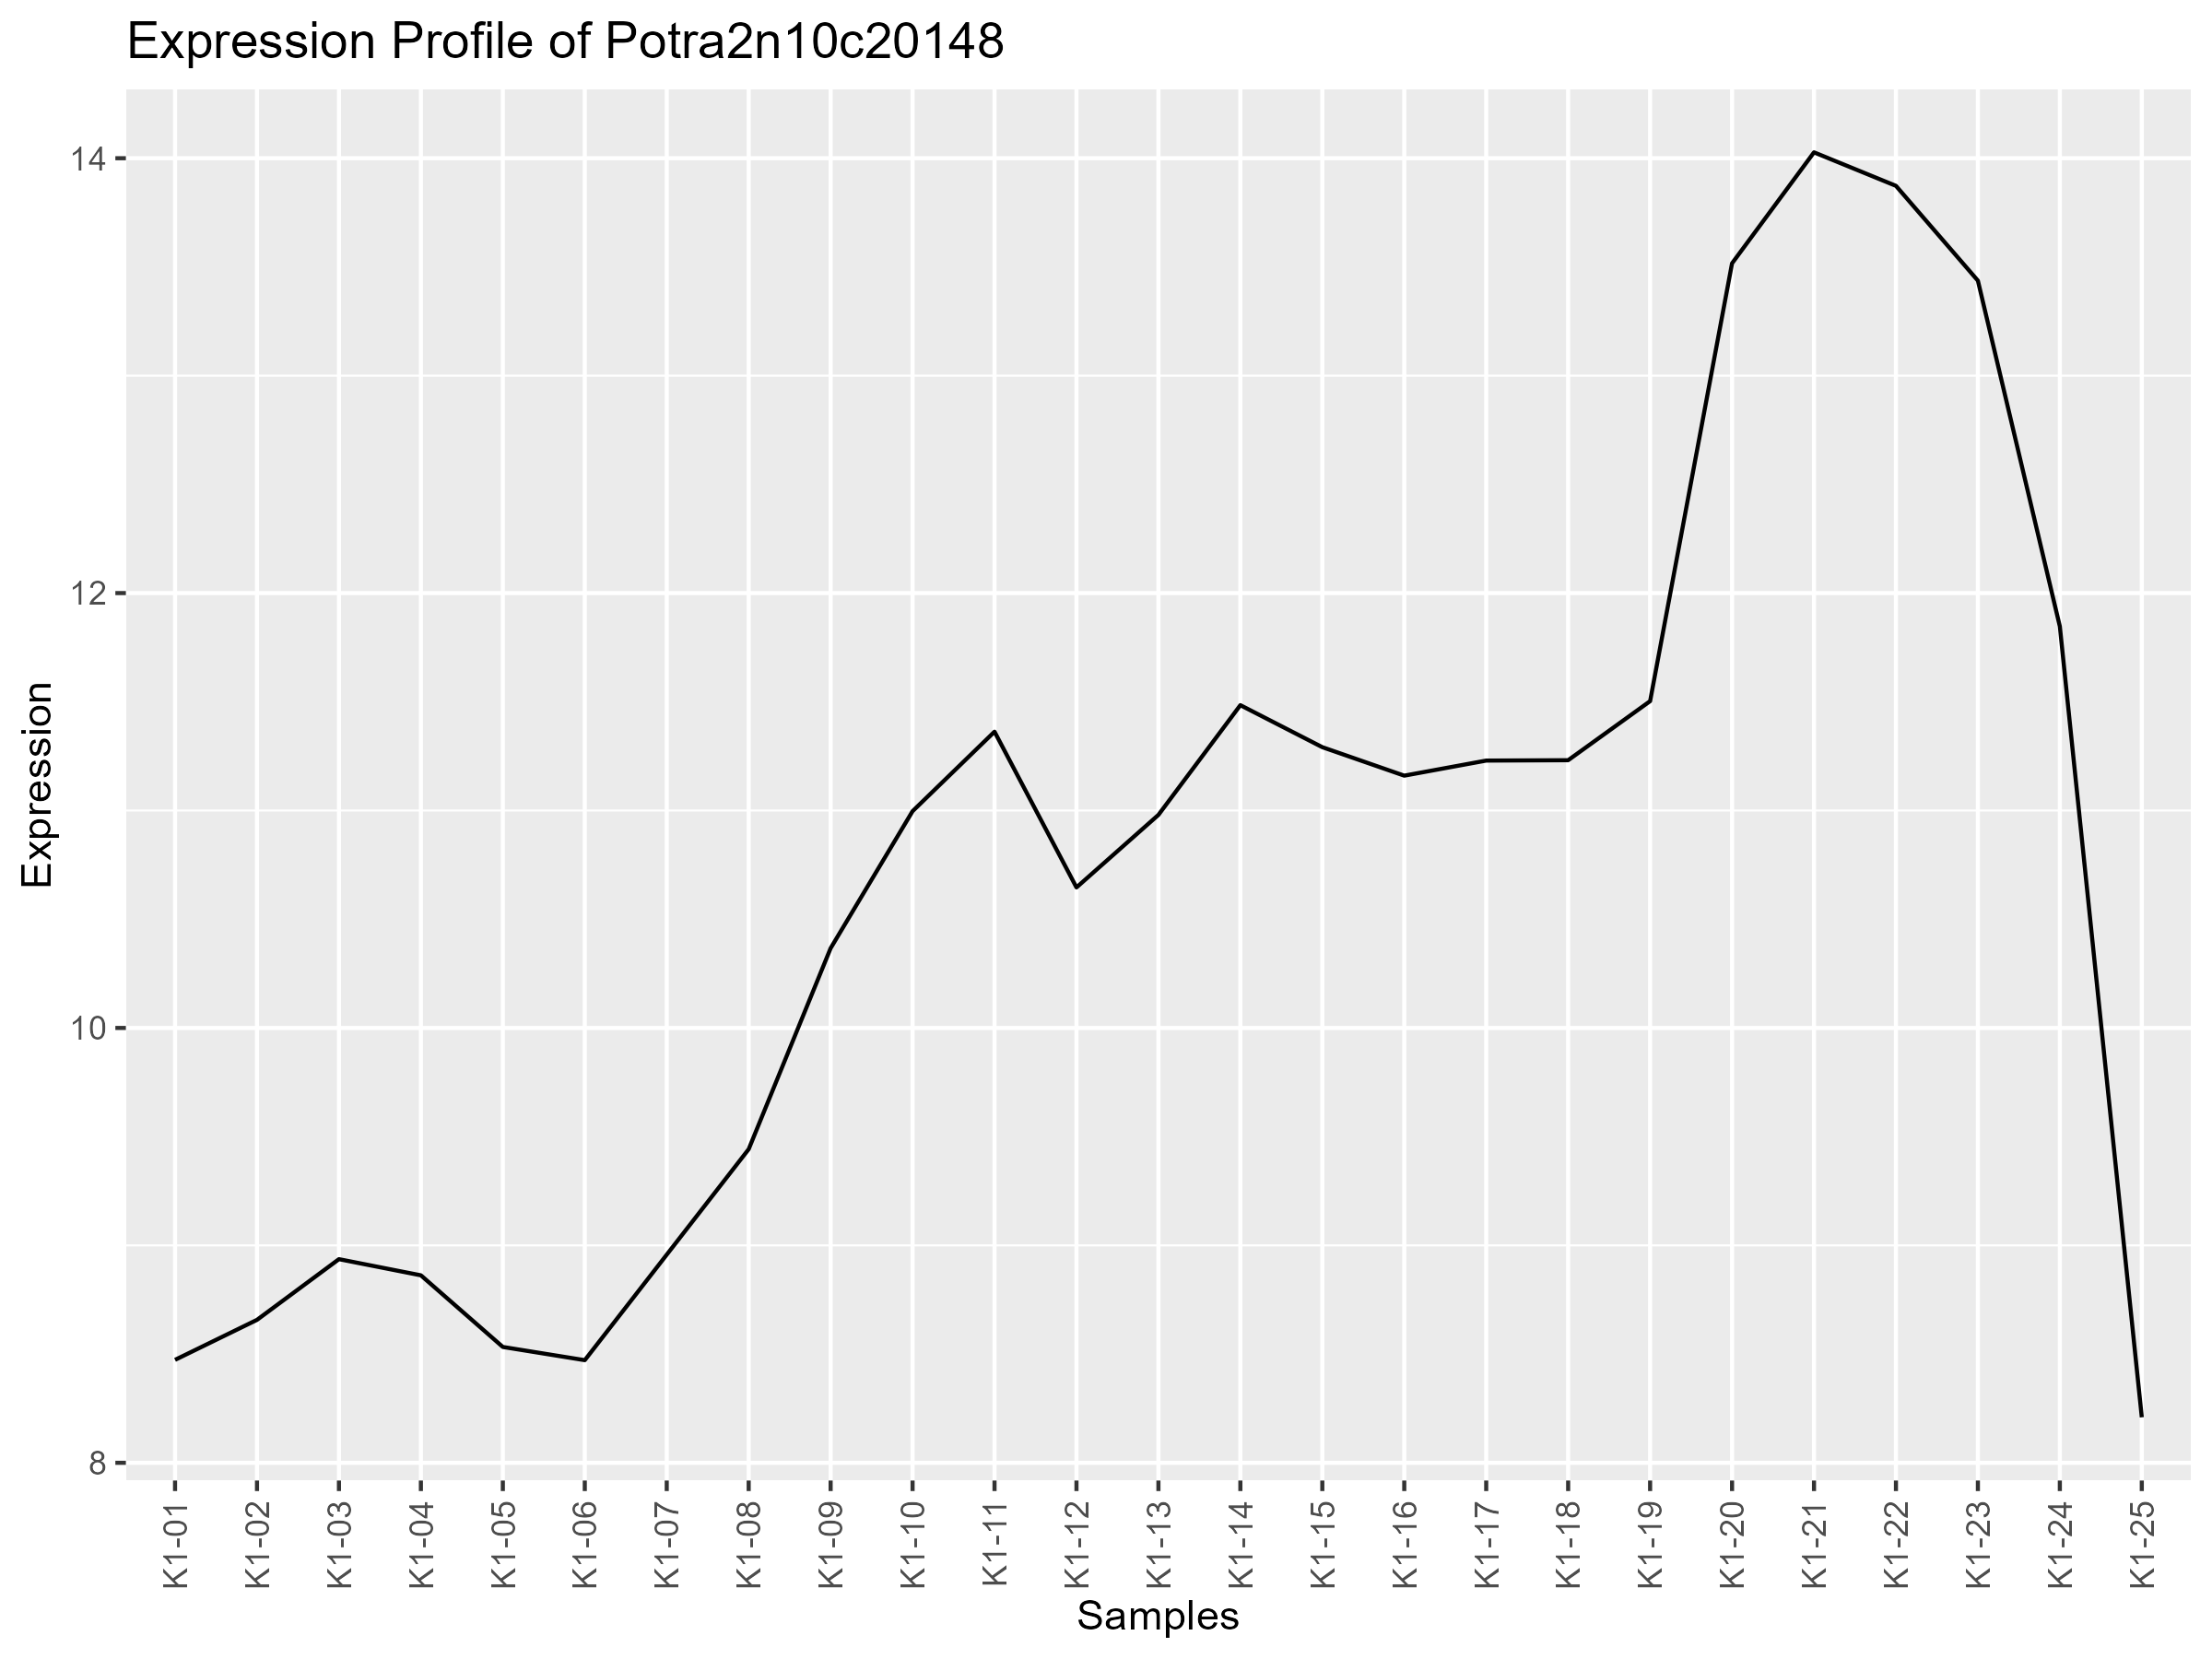 Expression Profile of Potra2n10c20148
Expression
14
12
10
8
K1-01
K1-02
K1-03
K1-04
K1-05
K1-06
K1-07
K1-08
K1-09
K1-10
K1-11
K1-12
K1-13
K1-14
K1-15
K1-16
K1-17
K1-18
K1-19
K1-20
K1-21
K1-22
K1-23
K1-24
K1-25
Samples